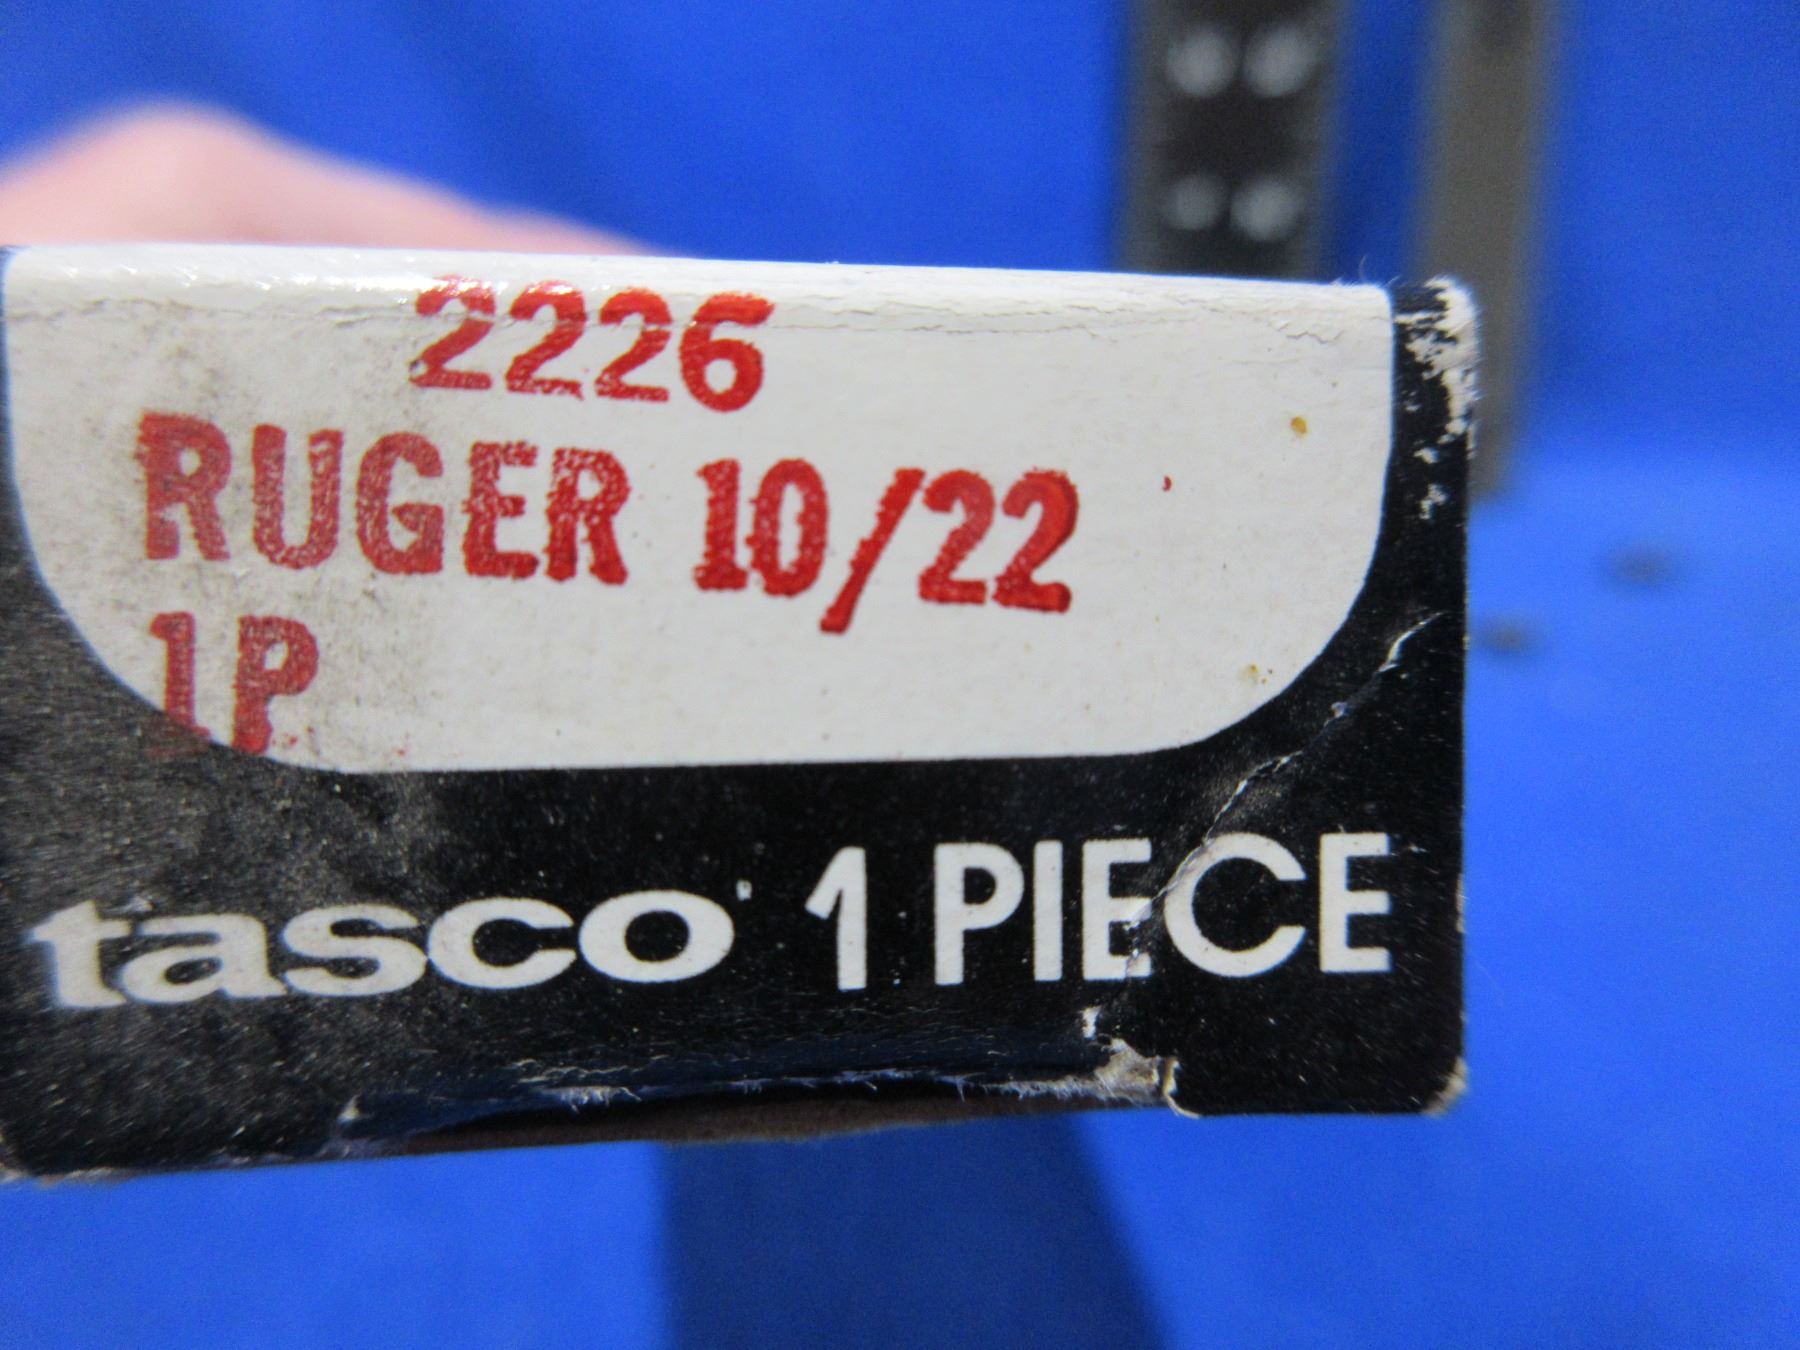 2226
RUGER 10/22
1P
tasco 1 PIECE